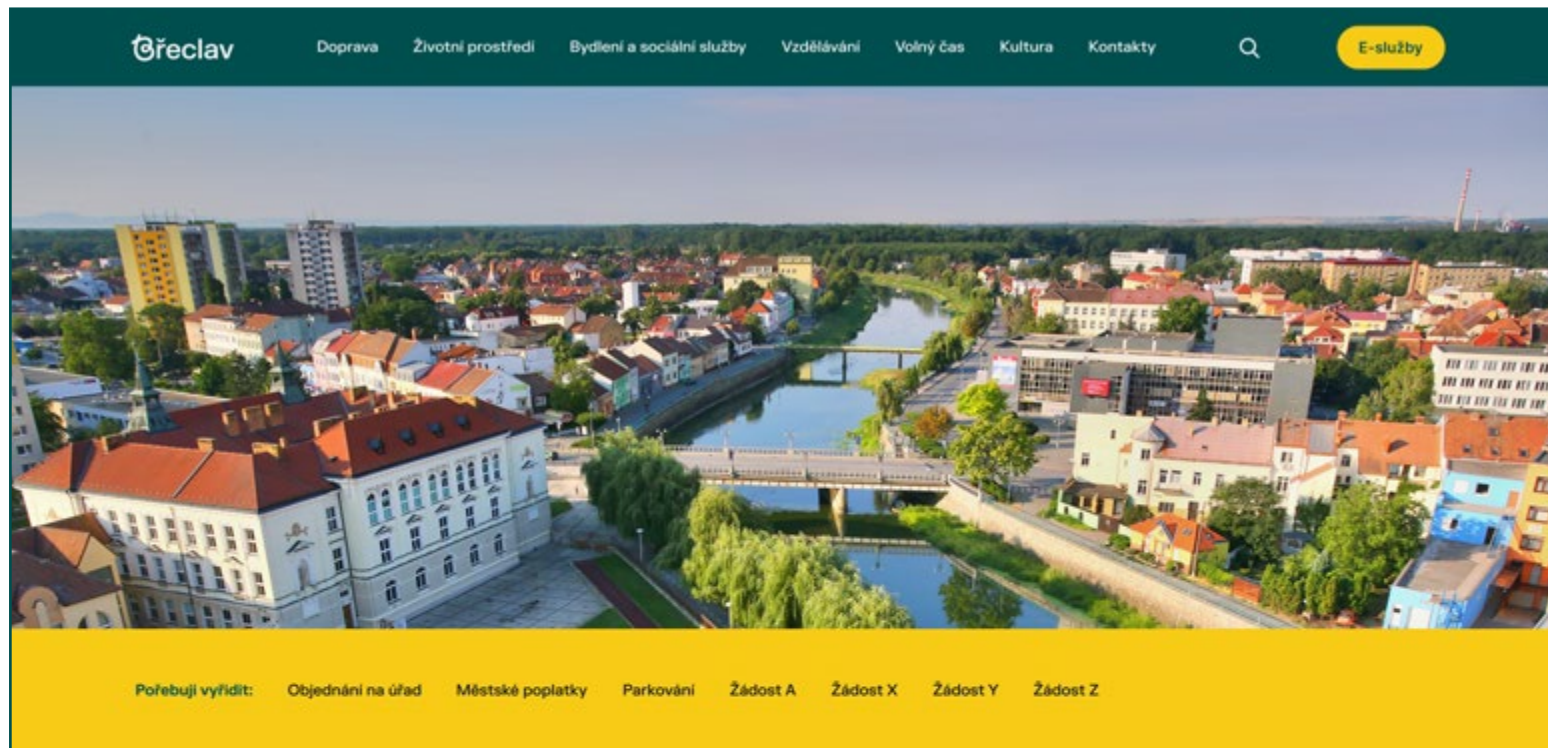 Břeclav Doprava Životní prostředí Bydlení a sociální služby Vzdělávání Volný čas Kultura Kontakty E-služby
Pořebuji vyřídit: Objednání na úřad Městské poplatky Parkování Žádost A Žádost X Žádost Y Žádost Z